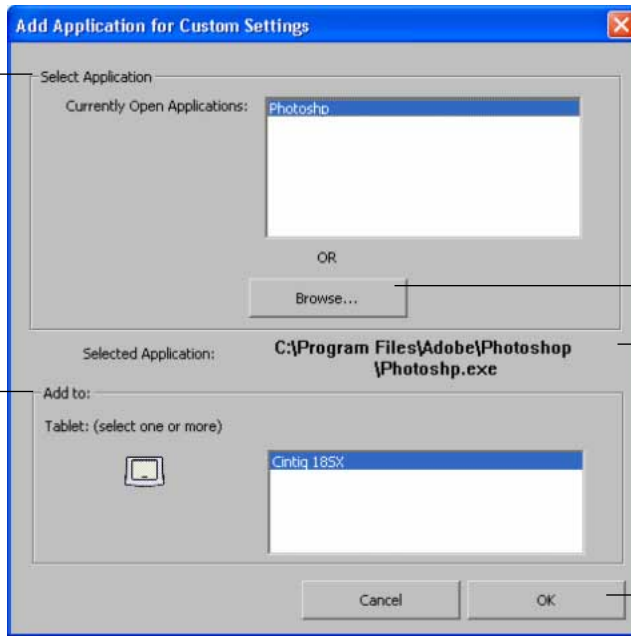 Add Application for Custom Settings
Select Application
Currently Open Applications:
Photoshp
OR
Browse...
Selected Application:
C:\Program Files\Adobe\Photoshop
\Photoshp.exe
Add to:
Tablet: (select one or more)
Cintiq 18SX
Cancel
OK